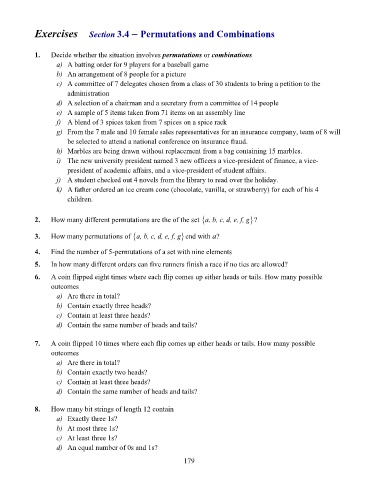 Exercises Section 3.4 – Permutations and Combinations
1. Decide whether the situation involves permutations or combinations
a) A batting order for 9 players for a baseball game
b) An arrangement of 8 people for a picture
c) A committee of 7 delegates chosen from a class of 30 students to bring a petition to the
administration
d) A selection of a chairman and a secretary from a committee of 14 people
e) A sample of 5 items taken from 71 items on an assembly line
f) A blend of 3 spices taken from 7 spices on a spice rack
g) From the 7 male and 10 female sales representatives for an insurance company, team of 8 will
be selected to attend a national conference on insurance fraud.
h) Marbles are being drawn without replacement from a bag containing 15 marbles.
i) The new university president named 3 new officers a vice-president of finance, a vice-
president of academic affairs, and a vice-president of student affairs.
j) A student checked out 4 novels from the library to read over the holiday.
k) A father ordered an ice cream cone (chocolate, vanilla, or strawberry) for each of his 4
children.
2. How many different permutations are the of the set {a, b, c, d, e, f, g}?
3. How many permutations of {a, b, c, d, e, f, g} end with a?
4. Find the number of 5-permutations of a set with nine elements
5. In how many different orders can five runners finish a race if no ties are allowed?
6. A coin flipped eight times where each flip comes up either heads or tails. How many possible
outcomes
a) Are there in total?
b) Contain exactly three heads?
c) Contain at least three heads?
d) Contain the same number of heads and tails?
7. A coin flipped 10 times where each flip comes up either heads or tails. How many possible
outcomes
a) Are there in total?
b) Contain exactly two heads?
c) Contain at least three heads?
d) Contain the same number of heads and tails?
8. How many bit strings of length 12 contain
a) Exactly three 1s?
b) At most three 1s?
c) At least three 1s?
d) An equal number of 0s and 1s?
179